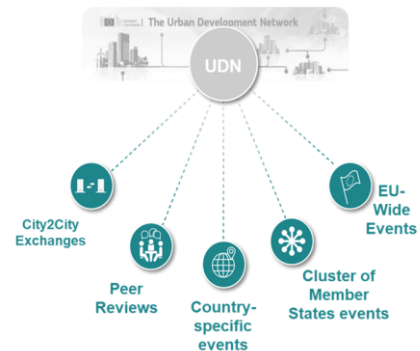 The Urban Development Network
UDN
City2City
Exchanges
Peer
Reviews
Country-
specific
events
Cluster of
Member
States events
EU-
Wide
Events